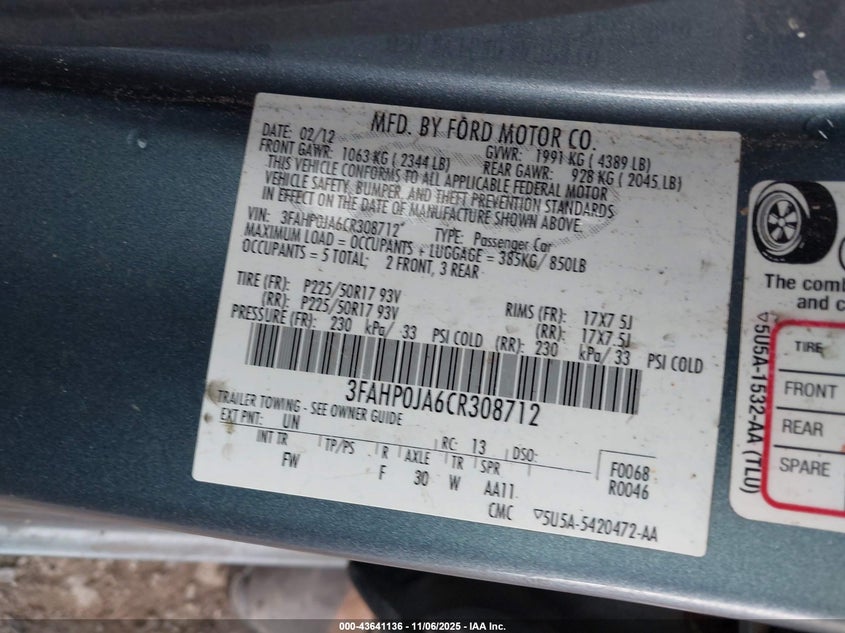 MFD. BY FORD MOTOR CO.
DATE: 02/12 GVWR: 1991 KG ( 4389 LB)
FRONT GAWR: 1063 KG ( 2344 LB) REAR GAWR: 928 KG ( 2045 LB)
THIS VEHICLE CONFORMS TO ALL APPLICABLE FEDERAL MOTOR
VEHICLE SAFETY, BUMPER, AND THEFT PREVENTION STANDARDS
IN EFFECT ON THE DATE OF MANUFACTURE SHOWN ABOVE.
VIN: 3FAHP0JA6CR308712 TYPE: Passenger Car
MAXIMUM LOAD = OCCUPANTS + LUGGAGE = 385KG/ 850LB
OCCUPANTS = 5 TOTAL; 2 FRONT, 3 REAR
TIRE (FR): P225/50R17 93V RIMS (FR): 17X7.5J
(RR): P225/50R17 93V (RR): 17X7.5J
PRESSURE (FR): 230 kPa/ 33 PSI COLD (RR): 230 kPa/ 33 PSI COLD
3FAHP0JA6CR308712
TRAILER TOWING - SEE OWNER GUIDE
EXT PNT: UN RC: 13 DSO:
INT TR TP/PS R AXLE TR SPR F0068
FW F 30 W AA11 R0046
CMC ▽5U5A-5420472-AA
▽5U5A-1532-AA (TL0)
The comb
and c
TIRE
FRONT
REAR
SPARE
000-43641136 - 11/06/2025 - IAA Inc.